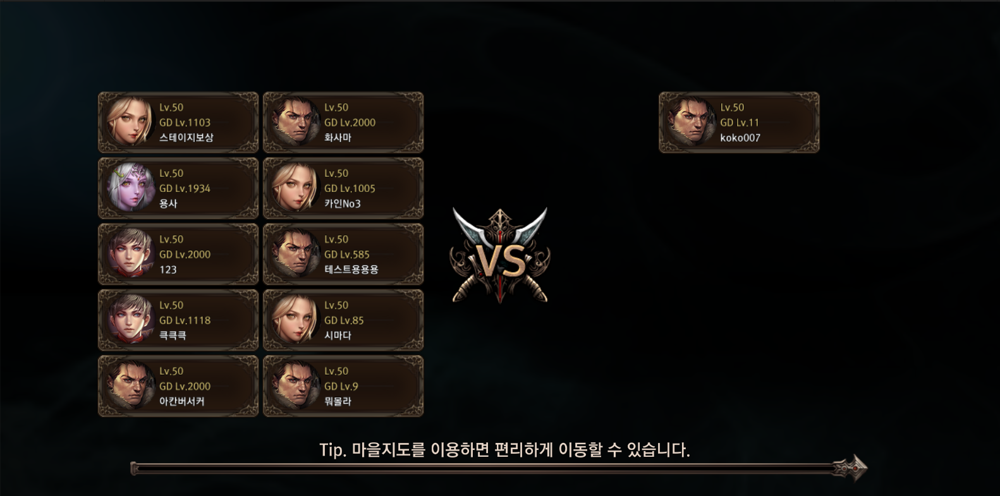 Lv.50
GD Lv.1103
스테이지보상
Lv.50
GD Lv.2000
화사마
Lv.50
GD Lv.1934
용사
Lv.50
GD Lv.1005
카인No3
Lv.50
GD Lv.2000
123
Lv.50
GD Lv.585
테스트용용용
Lv.50
GD Lv.1118
큭큭큭
Lv.50
GD Lv.85
시마다
Lv.50
GD Lv.2000
아칸버서커
Lv.50
GD Lv.9
뭐몰라
VS
Lv.50
GD Lv.11
koko007
Tip. 마을지도를 이용하면 편리하게 이동할 수 있습니다.